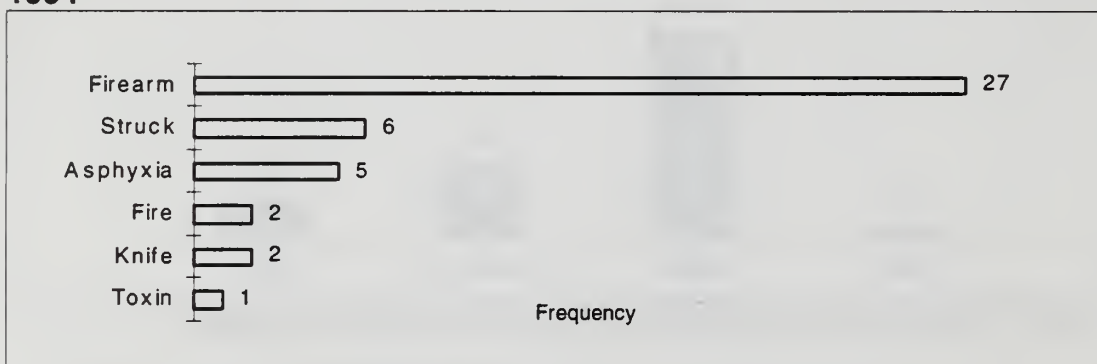 Firearm 27
Struck 6
Asphyxia 5
Fire 2
Knife 2
Toxin 1
Frequency